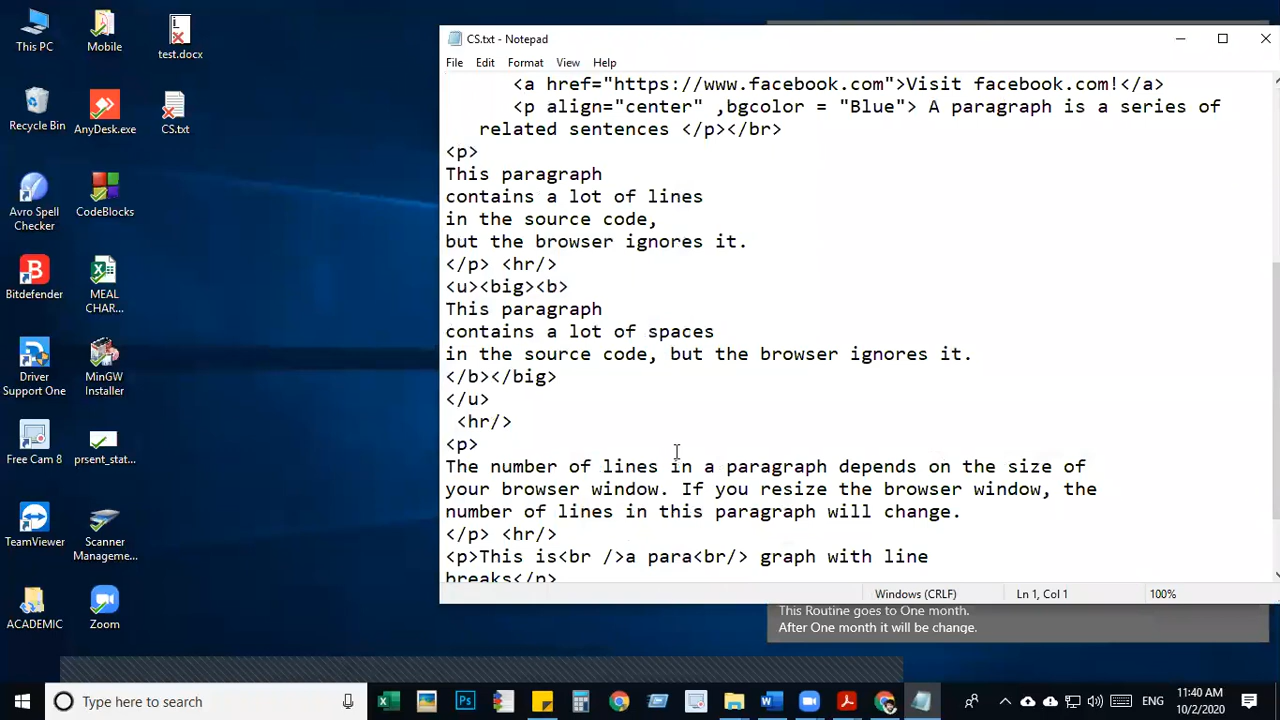 This PC
Mobile
test.docx
Recycle Bin
AnyDesk.exe
CS.txt
Avro Spell
Checker
CodeBlocks
Bitdefender
MEAL
CHAR...
Driver
Support One
MinGW
Installer
Free Cam 8
prsent_stat...
TeamViewer
Scanner
Management...
ACADEMIC
Zoom
CS.txt - Notepad
File Edit Format View Help
<a href="https://www.facebook.com">Visit facebook.com!</a>
<p align="center" ,bgcolor = "Blue"> A paragraph is a series of
related sentences </p></br>
<p>
This paragraph
contains a lot of lines
in the source code,
but the browser ignores it.
</p> <hr/>
<u><big><b>
This paragraph
contains a lot of spaces
in the source code, but the browser ignores it.
</b></big>
</u>
<hr/>
<p>
The number of lines in a paragraph depends on the size of
your browser window. If you resize the browser window, the
number of lines in this paragraph will change.
</p> <hr/>
<p>This is<br />a para<br/> graph with line
breaks</p>
Windows (CRLF) Ln 1, Col 1 100%
This Routine goes to One month.
After One month it will be change.
Type here to search
ENG
11:40 AM
10/2/2020